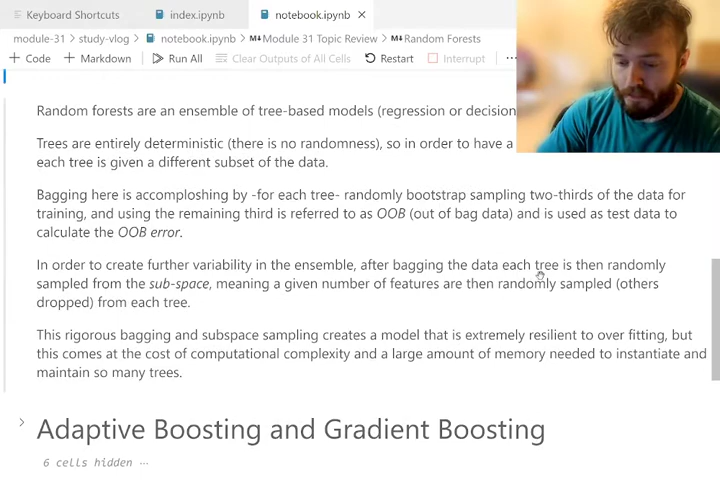 Keyboard Shortcuts
index.ipynb
notebook.ipynb
module-31 > study-vlog > notebook.ipynb > M↓Module 31 Topic Review > M↓Random Forests
+ Code + Markdown Run All Clear Outputs of All Cells Restart Interrupt ...
Random forests are an ensemble of tree-based models (regression or decision
Trees are entirely deterministic (there is no randomness), so in order to have a
each tree is given a different subset of the data.
Bagging here is accomploshing by -for each tree- randomly bootstrap sampling two-thirds of the data for
training, and using the remaining third is referred to as OOB (out of bag data) and is used as test data to
calculate the OOB error.
In order to create further variability in the ensemble, after bagging the data each tree is then randomly
sampled from the sub-space, meaning a given number of features are then randomly sampled (others
dropped) from each tree.
This rigorous bagging and subspace sampling creates a model that is extremely resilient to over fitting, but
this comes at the cost of computational complexity and a large amount of memory needed to instantiate and
maintain so many trees.
Adaptive Boosting and Gradient Boosting
6 cells hidden ...